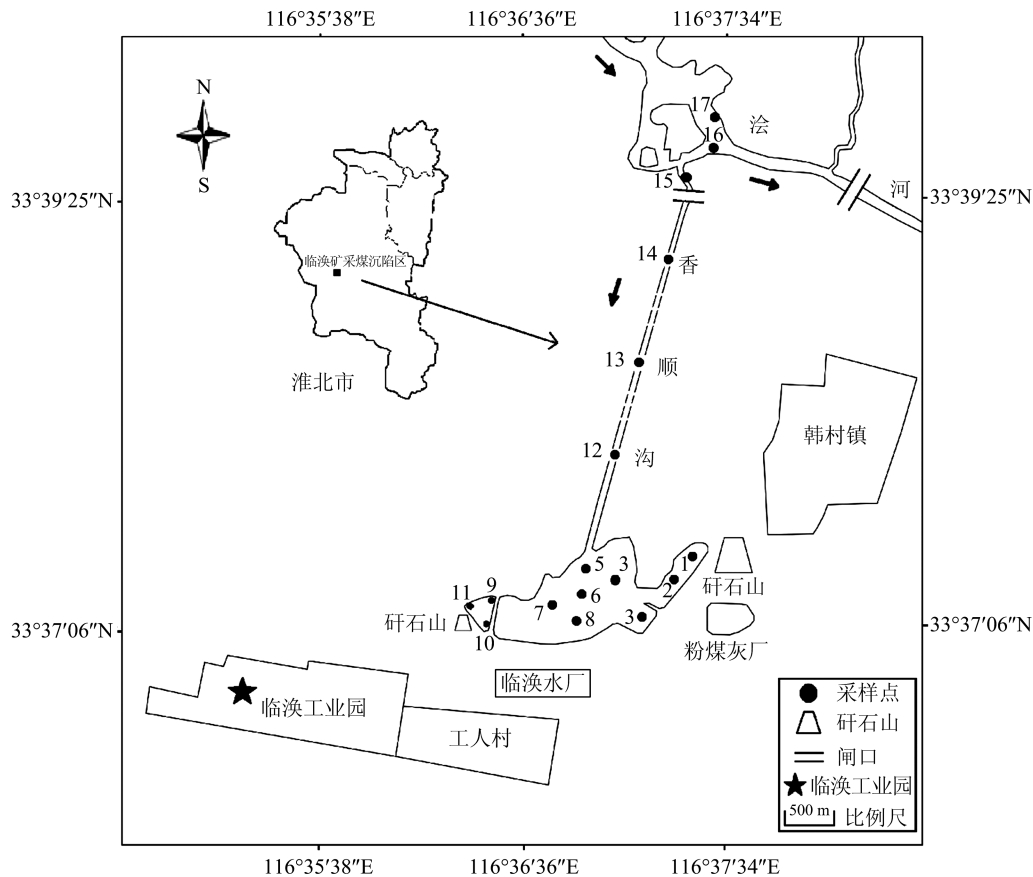 116°35′38″E
116°36′36″E
116°37′34″E
N
S
17
浍
16
15
河
33°39′25″N
33°39′25″N
14
香
临涣矿采煤沉陷区
13
顺
淮北市
韩村镇
12
沟
5
3
1
2
矸石山
11
9
6
7
8
3
矸石山
10
粉煤灰厂
33°37′06″N
33°37′06″N
临涣水厂
临涣工业园
工人村
采样点
矸石山
闸口
临涣工业园
500 m
比例尺
116°35′38″E
116°36′36″E
116°37′34″E